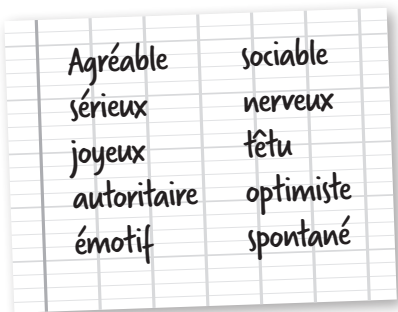 Agréable sociable
sérieux nerveux
joyeux têtu
autoritaire optimiste
émotif spontané